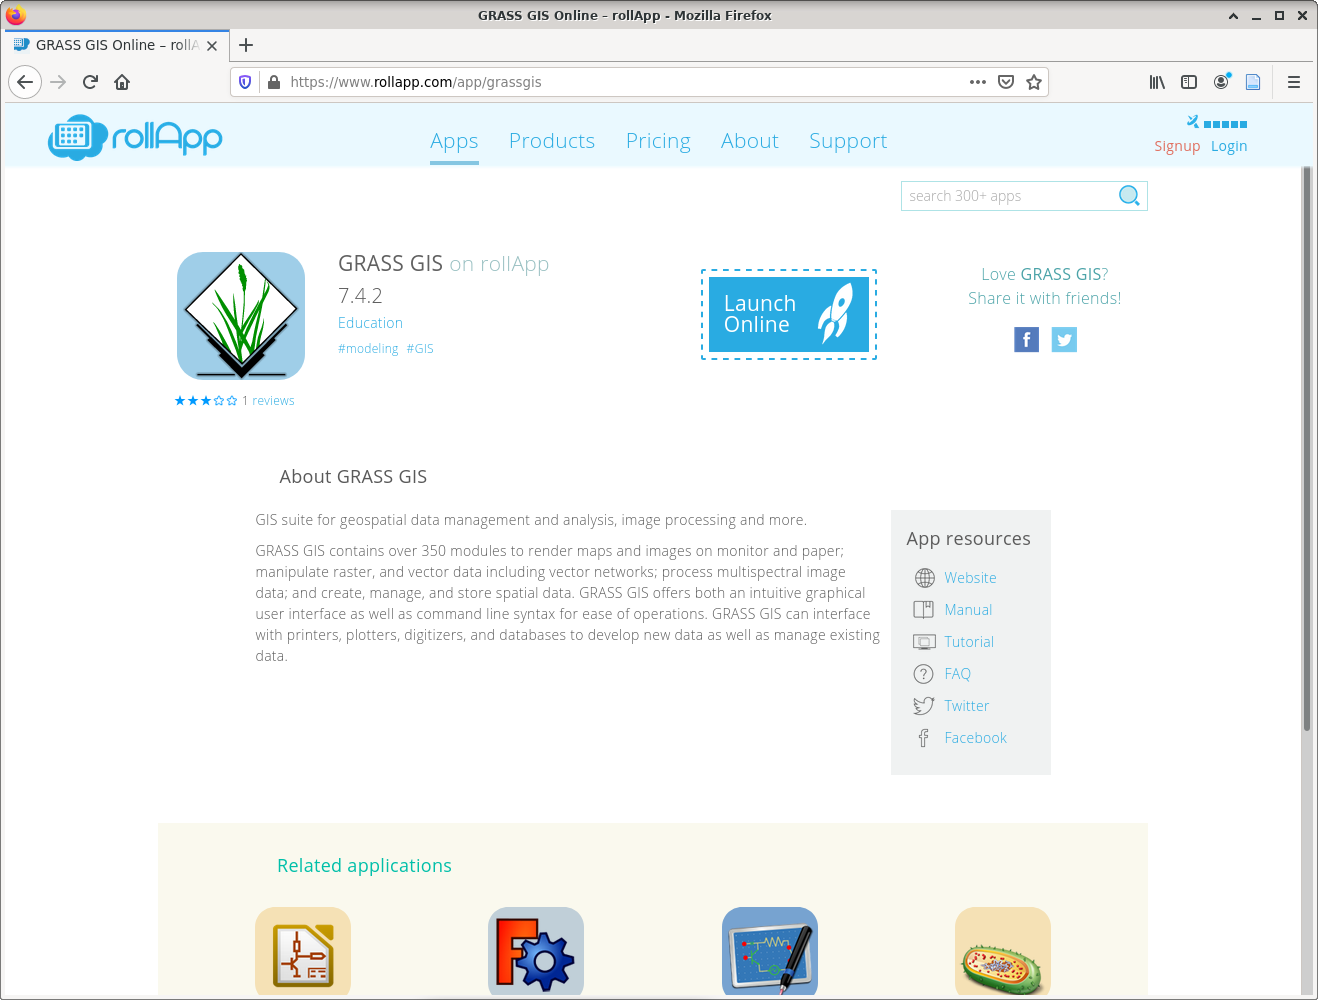 GRASS GIS Online – rollApp - Mozilla Firefox
GRASS GIS Online – rollA
https://www.rollapp.com/app/grassgis
rollApp
Apps Products Pricing About Support
Signup Login
search 300+ apps
GRASS GIS on rollApp
7.4.2
Education
#modeling #GIS
1 reviews
Launch
Online
Love GRASS GIS?
Share it with friends!
About GRASS GIS
GIS suite for geospatial data management and analysis, image processing and more.
GRASS GIS contains over 350 modules to render maps and images on monitor and paper;
manipulate raster, and vector data including vector networks; process multispectral image
data; and create, manage, and store spatial data. GRASS GIS offers both an intuitive graphical
user interface as well as command line syntax for ease of operations. GRASS GIS can interface
with printers, plotters, digitizers, and databases to develop new data as well as manage existing
data.
App resources
Website
Manual
Tutorial
FAQ
Twitter
Facebook
Related applications